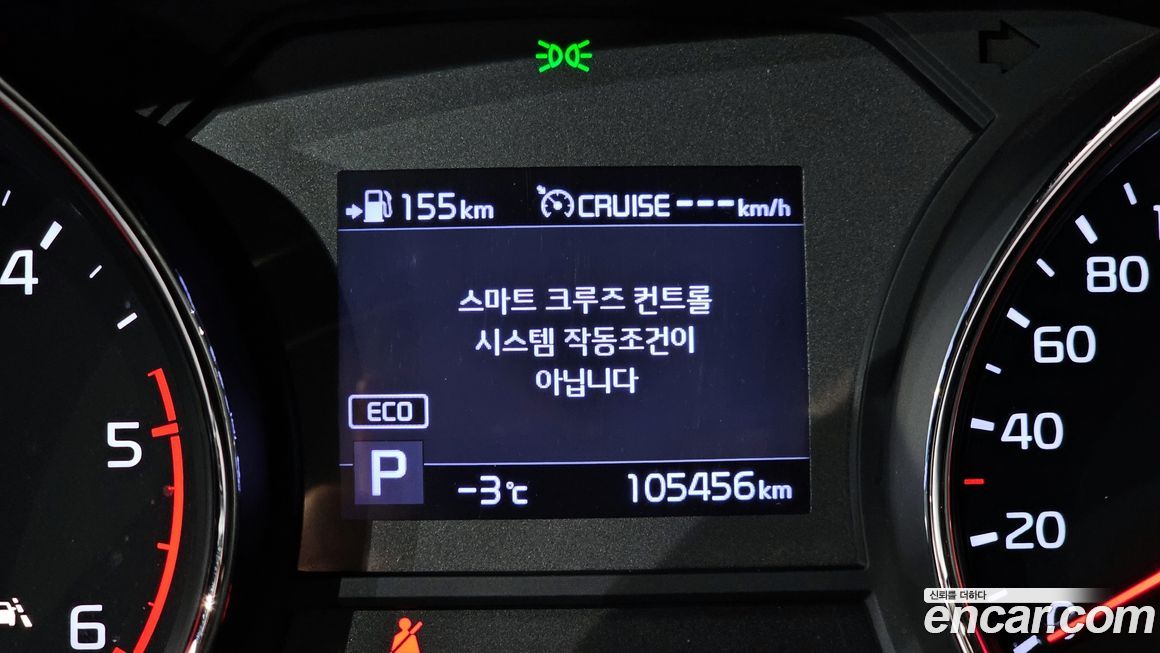 155km
CRUISE ---km/h
스마트 크루즈 컨트롤
시스템 작동조건이
아닙니다
ECO
P
-3℃
105456km
4
5
6
80
60
40
20
0
신뢰를 더하다
encar.com